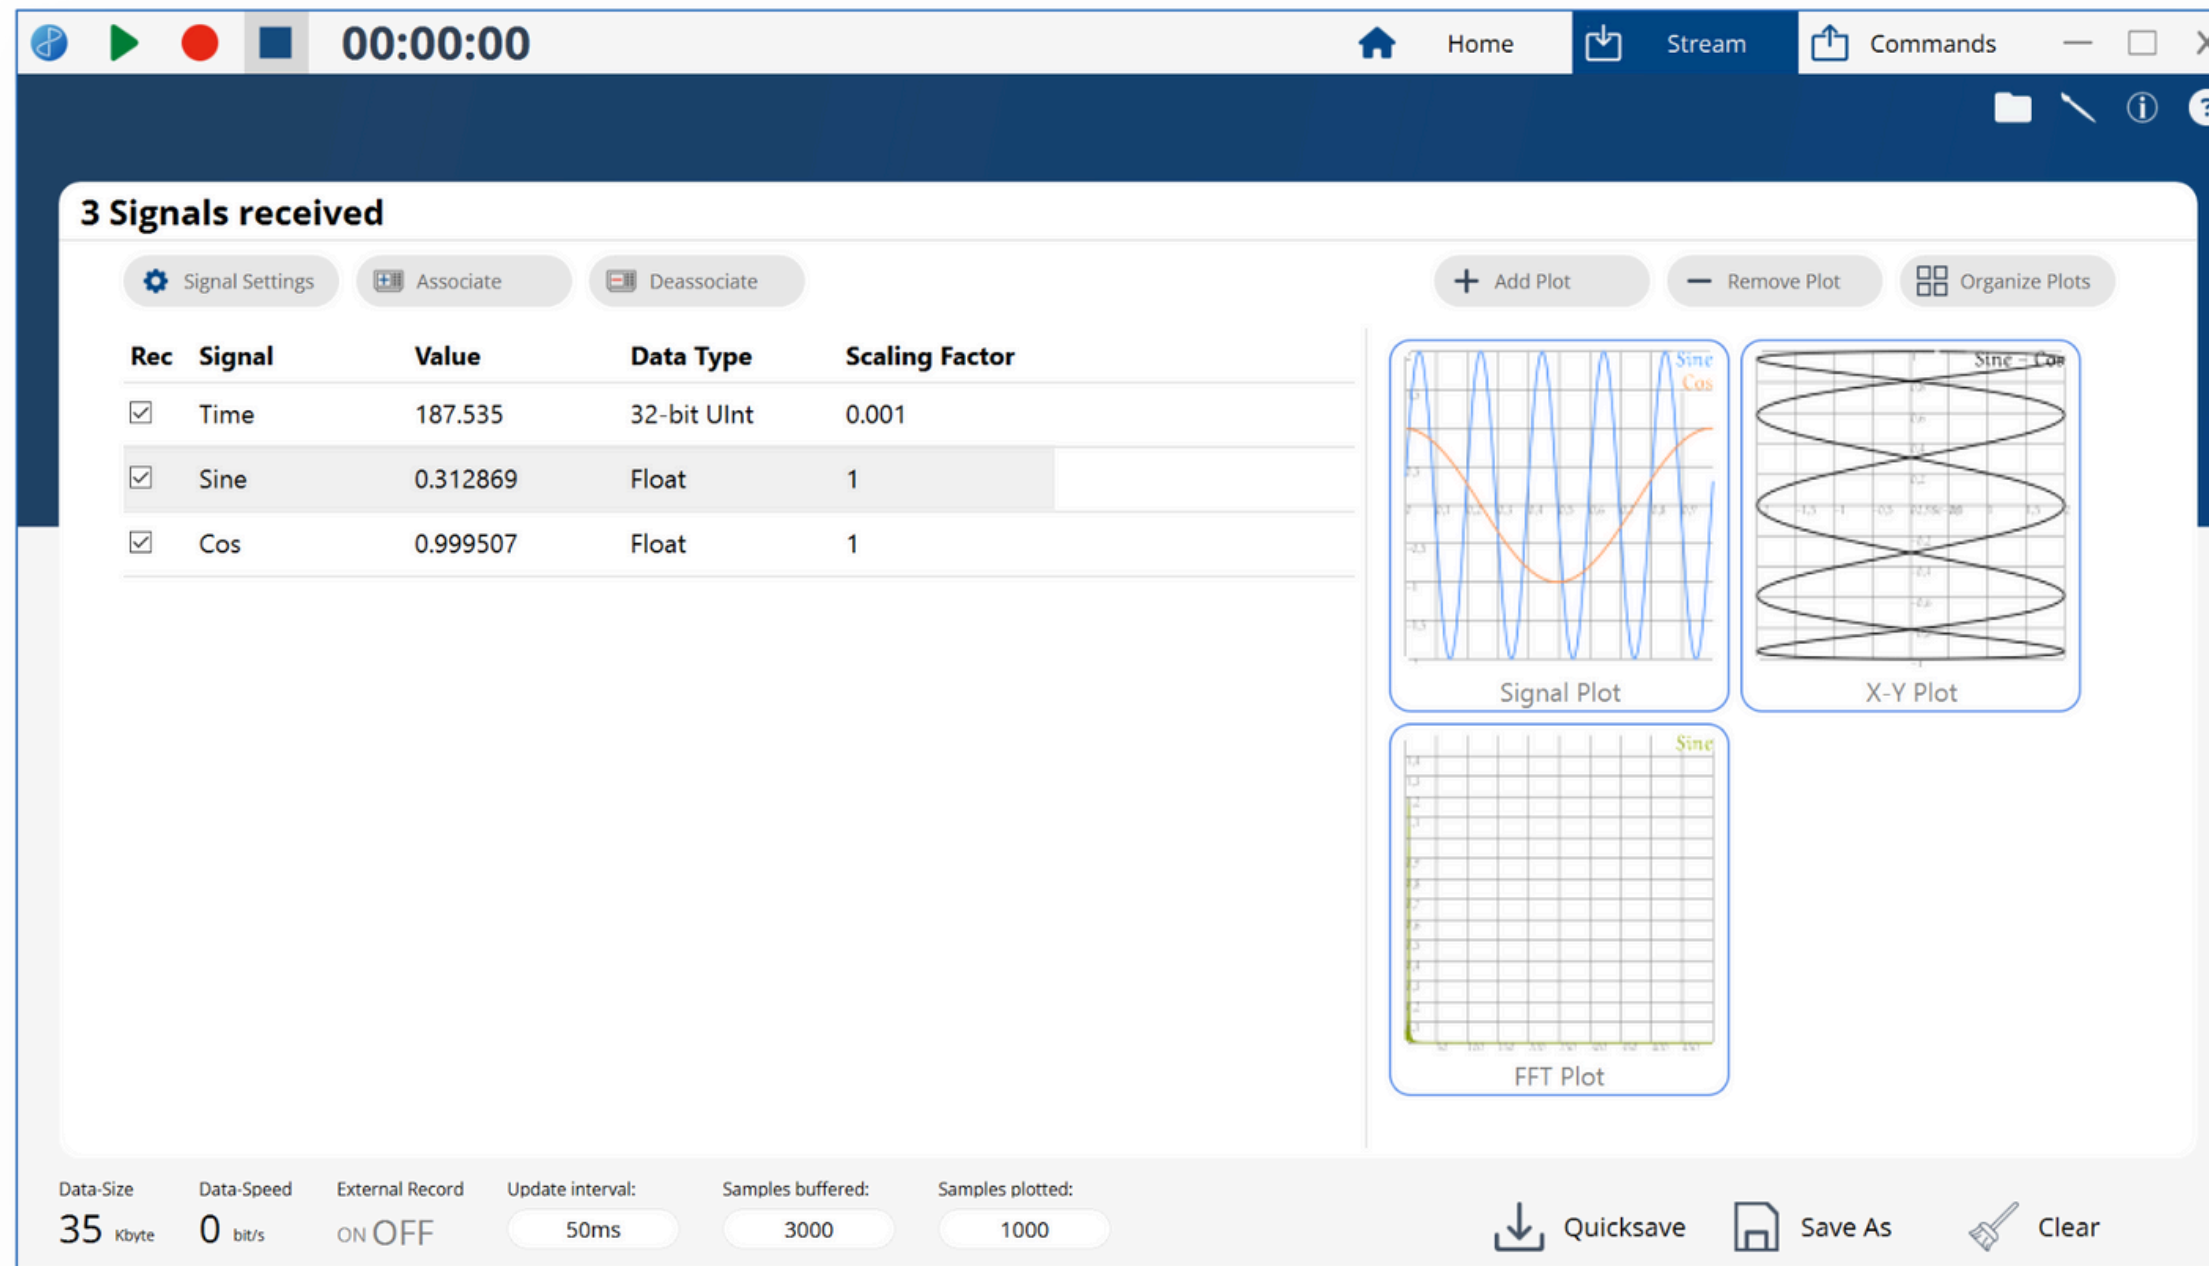 00:00:00 Home Stream Commands
3 Signals received
Signal Settings Associate Deassociate Add Plot Remove Plot Organize Plots
Rec Signal Value Data Type Scaling Factor
Time 187.535 32-bit UInt 0.001
Sine 0.312869 Float 1
Cos 0.999507 Float 1
Sine
Cos
Signal Plot
Sine - Cos
X-Y Plot
Sine
FFT Plot
Data-Size Data-Speed External Record Update interval: Samples buffered: Samples plotted:
35 Kbyte 0 bit/s ON OFF 50ms 3000 1000 Quicksave Save As Clear